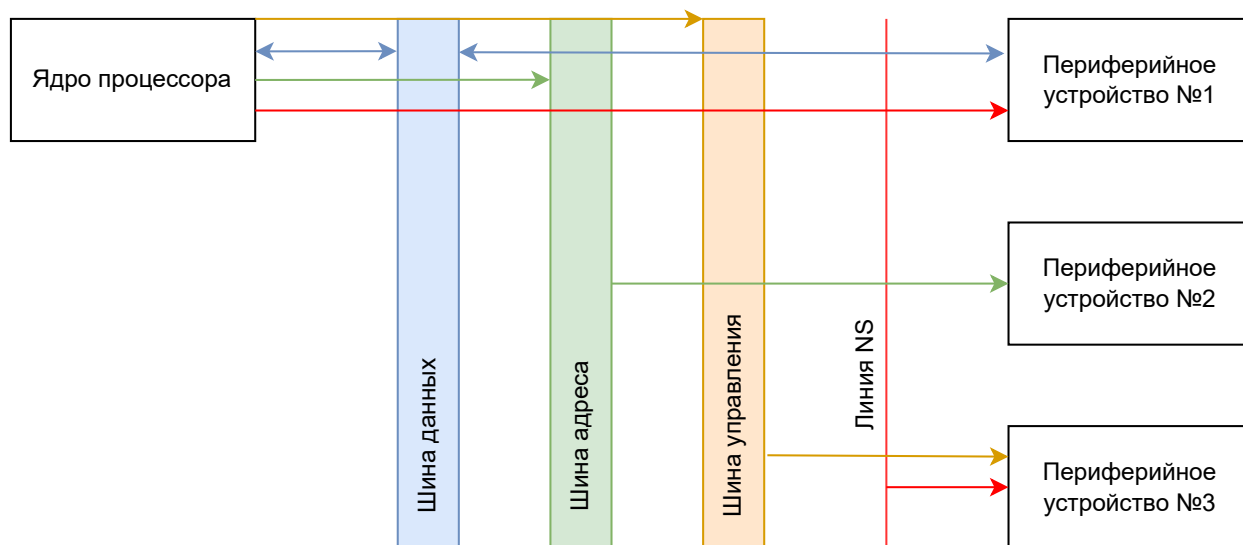 Ядро процессора
Периферийное
устройство №1
Периферийное
устройство №2
Шина данных
Шина адреса
Шина управления
Линия NS
Периферийное
устройство №3